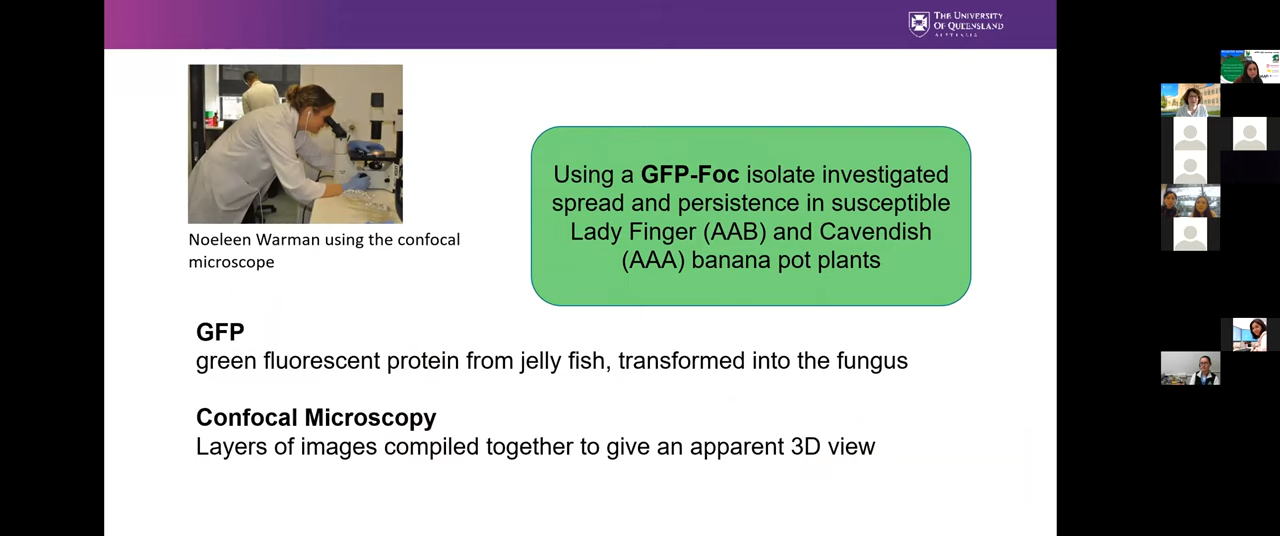 THE UNIVERSITY
OF QUEENSLAND
AUSTRALIA
Noeleen Warman using the confocal
microscope
Using a GFP-Foc isolate investigated
spread and persistence in susceptible
Lady Finger (AAB) and Cavendish
(AAA) banana pot plants
GFP
green fluorescent protein from jelly fish, transformed into the fungus
Confocal Microscopy
Layers of images compiled together to give an apparent 3D view